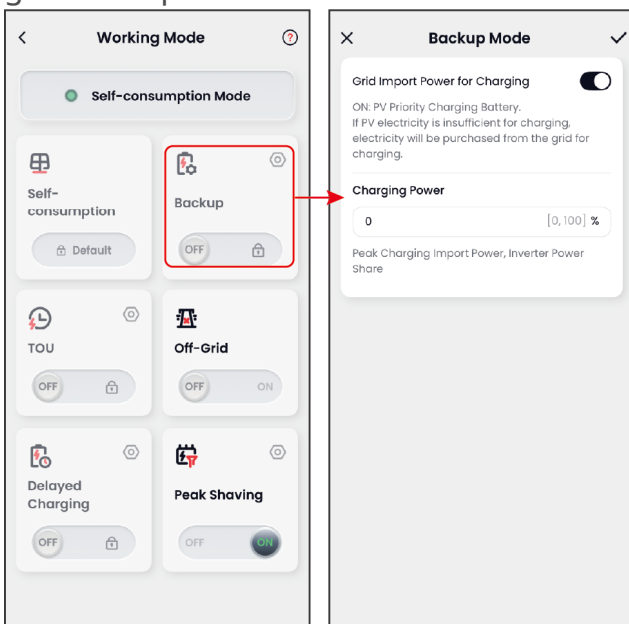 Working Mode
?
Self-consumption Mode
Self-
consumption
Default
Backup
OFF
TOU
OFF
Off-Grid
OFF ON
Delayed
Charging
OFF
Peak Shaving
OFF ON
Backup Mode
Grid Import Power for Charging
ON: PV Priority Charging Battery.
If PV electricity is insufficient for charging,
electricity will be purchased from the grid for
charging.
Charging Power
0 [0,100] %
Peak Charging Import Power, Inverter Power
Share